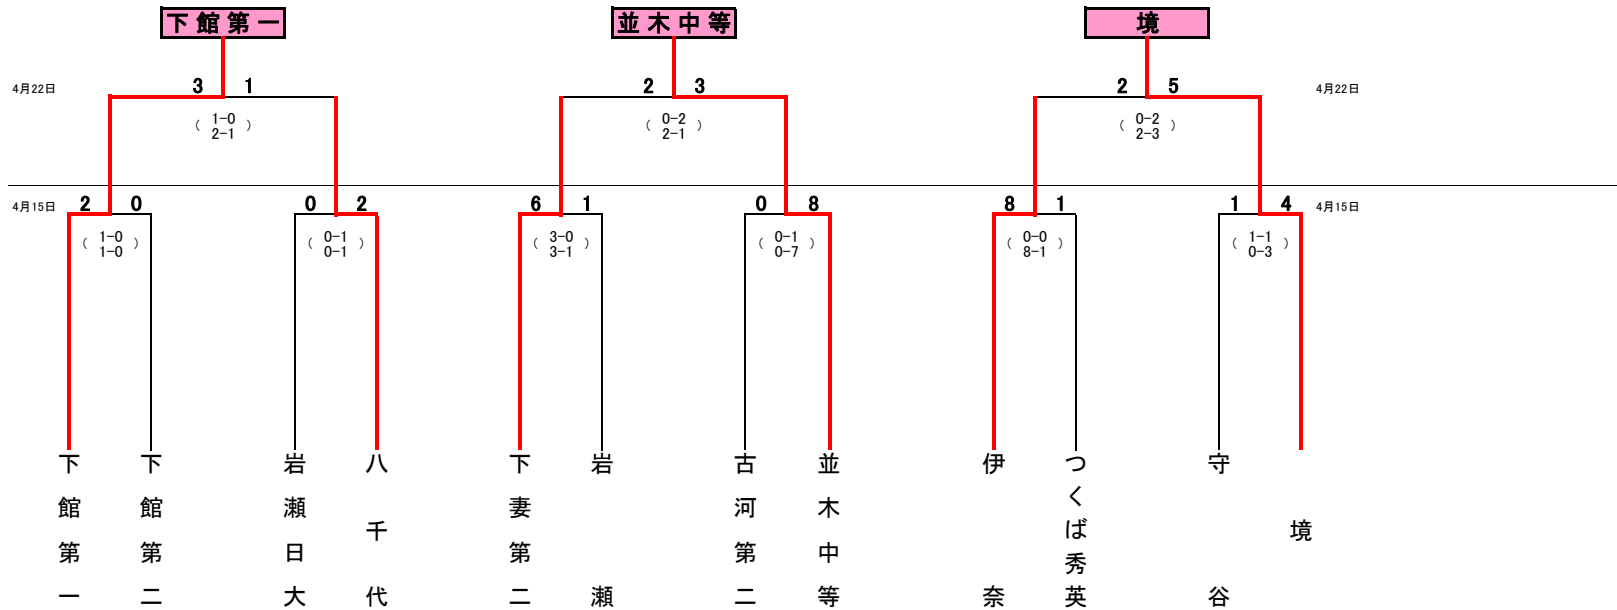 下館第一 並木中等 境
4月22日 3 1 2 3 2 5 4月22日
( 1-0 ) ( 0-2 ) ( 0-2 )
2-1 2-1 2-3
4月15日 2 0 0 2 6 1 0 8 8 1 1 4 4月15日
( 1-0 ) ( 0-1 ) ( 3-0 ) ( 0-1 ) ( 0-0 ) ( 1-1 )
1-0 0-1 3-1 0-7 8-1 0-3
下館第一
下館第二
岩瀬日大
八千代
下妻第二
岩瀬
古河第二
並木中等
伊奈
つくば秀英
守谷
境